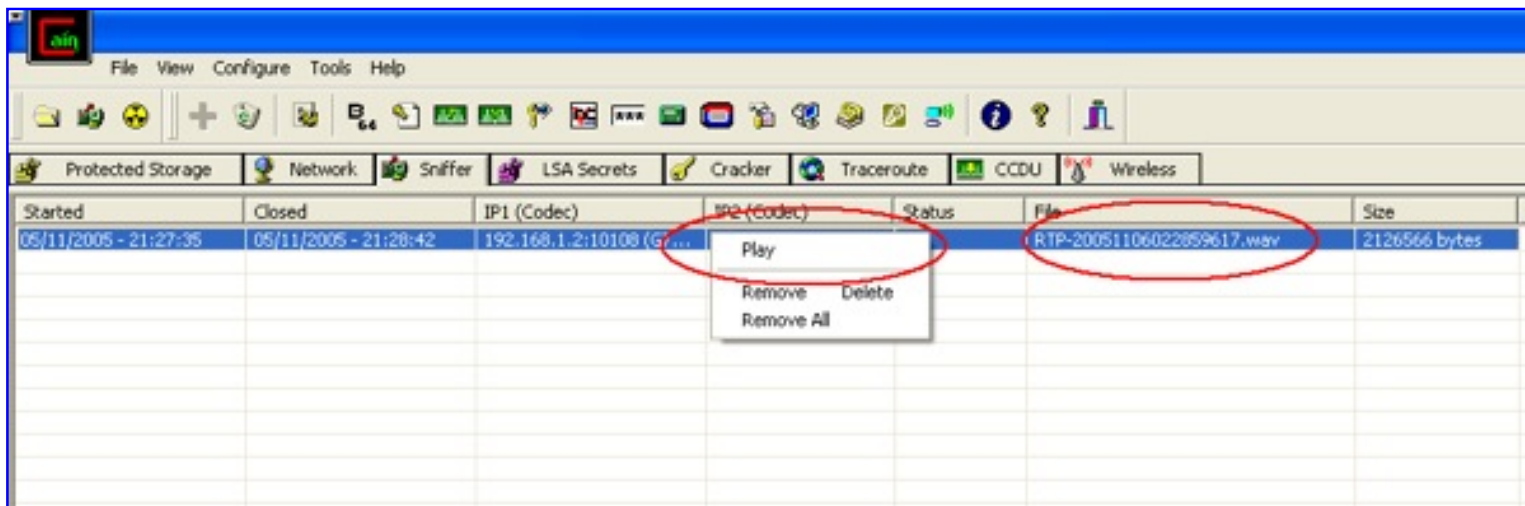 Cain
File View Configure Tools Help
B64
Protected Storage Network Sniffer LSA Secrets Cracker Traceroute CCDU Wireless
Started Closed IP1 (Codec) IP2 (Codec) Status File Size
05/11/2005 - 21:27:35 05/11/2005 - 21:28:42 192.168.1.2:10108 (G... RTP-20051106022859617.wav 2126566 bytes
Play
Remove Delete
Remove All